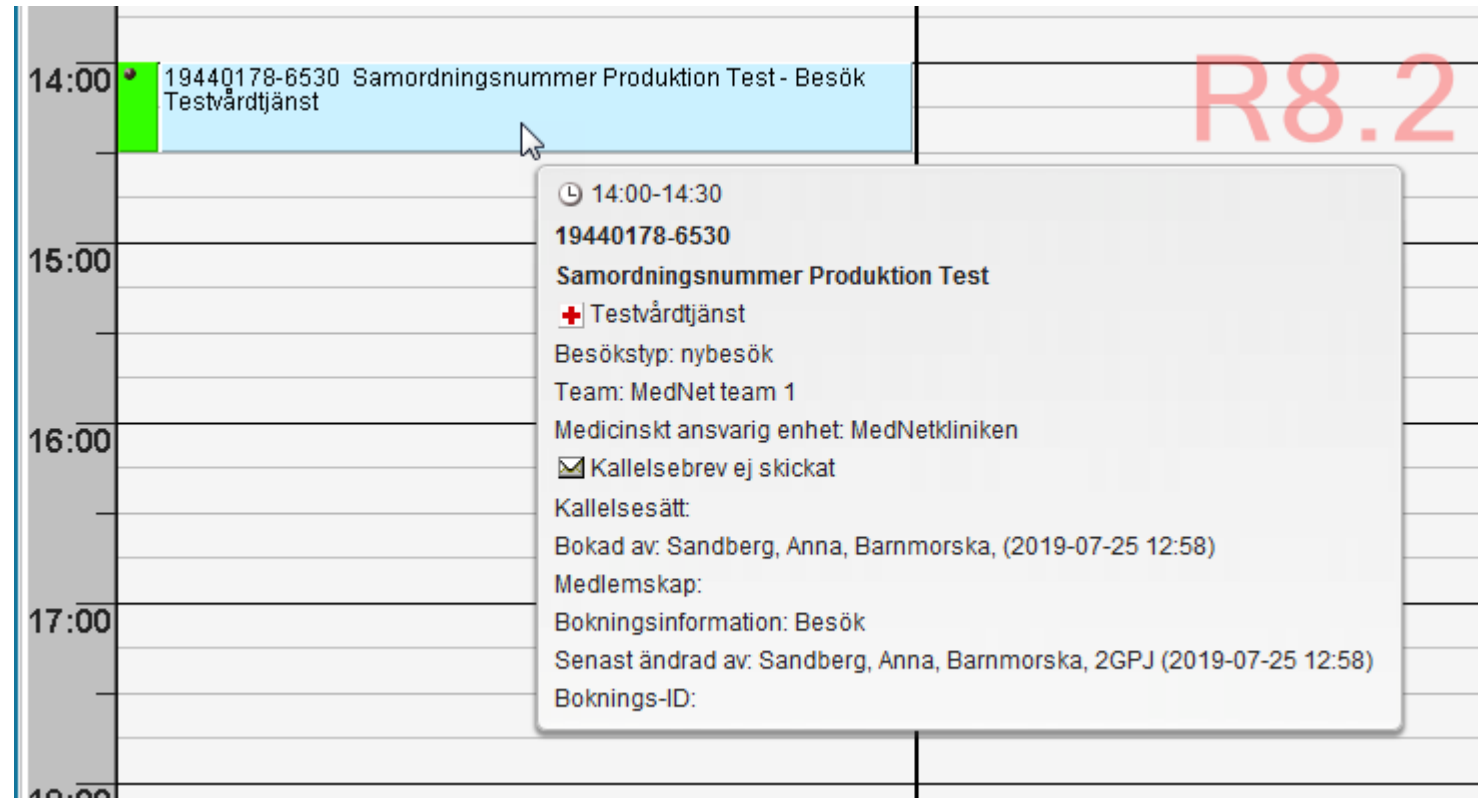 14:00
19440178-6530 Samordningsnummer Produktion Test - Besök
Testvårdtjänst
R8.2
14:00-14:30
19440178-6530
Samordningsnummer Produktion Test
Testvårdtjänst
Besökstyp: nybesök
Team: MedNet team 1
Medicinskt ansvarig enhet: MedNetkliniken
Kallelsebrev ej skickat
Kallelsesätt:
Bokad av: Sandberg, Anna, Barnmorska, (2019-07-25 12:58)
Medlemskap:
Bokningsinformation: Besök
Senast ändrad av: Sandberg, Anna, Barnmorska, 2GPJ (2019-07-25 12:58)
Boknings-ID:
15:00
16:00
17:00